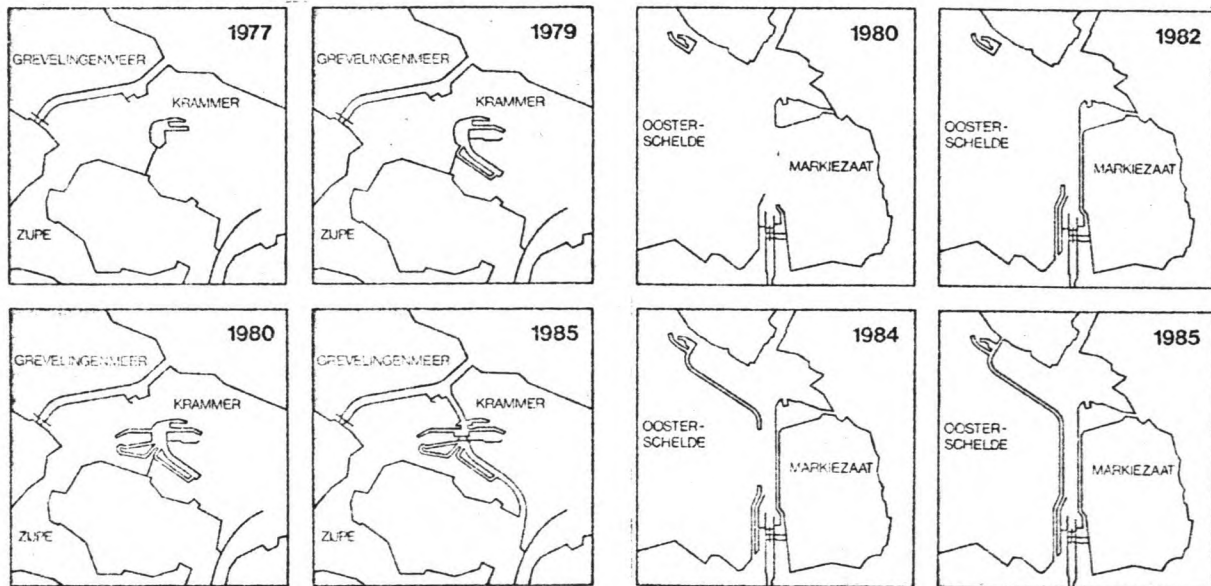 1977
GREVELINGENMEER
KRAMMER
ZIJPE
1979
GREVELINGENMEER
KRAMMER
ZIJPE
1980
OOSTER-
SCHELDE
MARKIEZAAT
1982
OOSTER-
SCHELDE
MARKIEZAAT
1980
GREVELINGENMEER
KRAMMER
ZIJPE
1985
GREVELINGENMEER
KRAMMER
ZIJPE
1984
OOSTER-
SCHELDE
MARKIEZAAT
1985
OOSTER-
SCHELDE
MARKIEZAAT